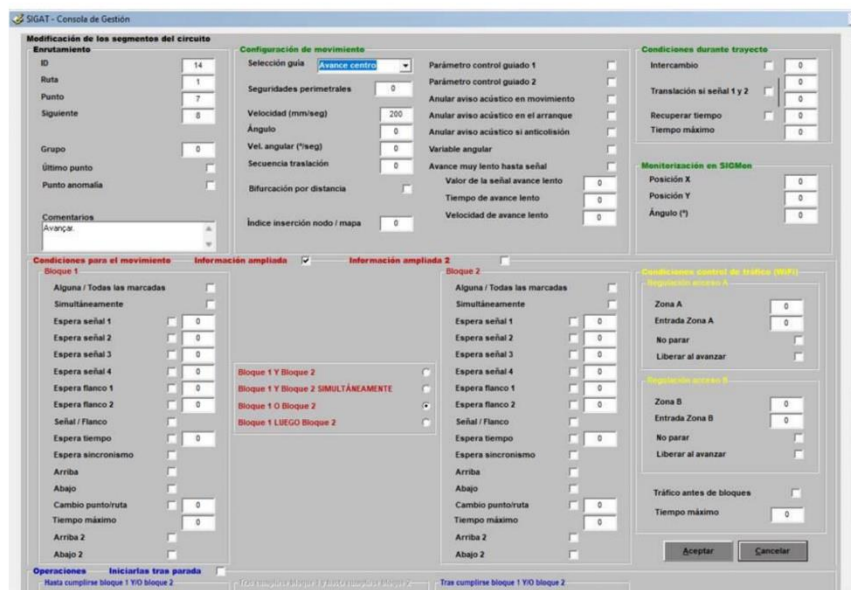 SIGAT - Consola de Gestión
Modificación de los segmentos del circuito
Enrutamiento
ID 14
Ruta 1
Punto 7
Siguiente 8
Grupo 0
Último punto
Punto anomalía
Comentarios
Avançar.
Configuración de movimiento
Selección guía Avance centro
Seguridades perimetrales 0
Velocidad (mm/seg) 200
Ángulo 0
Vel. angular (º/seg) 0
Secuencia traslación 0
Bifurcación por distancia
Índice inserción nodo / mapa 0
Parámetro control guiado 1
Parámetro control guiado 2
Anular aviso acústico en movimiento
Anular aviso acústico en el arranque
Anular aviso acústico si anticolisión
Variable angular
Avance muy lento hasta señal
Valor de la señal avance lento 0
Tiempo de avance lento 0
Velocidad de avance lento 0
Condiciones durante trayecto
Intercambio 0
Translación si señal 1 y 2 0
0
Recuperar tiempo 0
Tiempo máximo 0
Monitorización en SIGMon
Posición X 0
Posición Y 0
Ángulo (º) 0
Condiciones para el movimiento Información ampliada Información ampliada 2
Bloque 1
Alguna / Todas las marcadas
Simultáneamente
Espera señal 1 0
Espera señal 2 0
Espera señal 3 0
Espera señal 4 0
Espera flanco 1 0
Espera flanco 2 0
Señal / Flanco
Espera tiempo 0
Espera sincronismo
Arriba
Abajo
Cambio punto/ruta 0
Tiempo máximo 0
Arriba 2
Abajo 2
Bloque 1 Y Bloque 2
Bloque 1 Y Bloque 2 SIMULTÁNEAMENTE
Bloque 1 O Bloque 2
Bloque 1 LUEGO Bloque 2
Bloque 2
Alguna / Todas las marcadas
Simultáneamente
Espera señal 1 0
Espera señal 2 0
Espera señal 3 0
Espera señal 4 0
Espera flanco 1 0
Espera flanco 2 0
Señal / Flanco
Espera tiempo 0
Espera sincronismo
Arriba
Abajo
Cambio punto/ruta 0
Tiempo máximo 0
Arriba 2
Abajo 2
Condiciones control de tráfico (WiFi)
Regulación acceso A
Zona A 0
Entrada Zona A 0
No parar
Liberar al avanzar
Regulación acceso B
Zona B 0
Entrada Zona B 0
No parar
Liberar al avanzar
Tráfico antes de bloques
Tiempo máximo 0
Aceptar Cancelar
Operaciones Iniciarlas tras parada
Hasta cumplirse bloque 1 Y/O bloque 2
Tras cumplirse bloque 1 y hasta cumplirse bloque 2
Tras cumplirse bloque 1 Y/O bloque 2